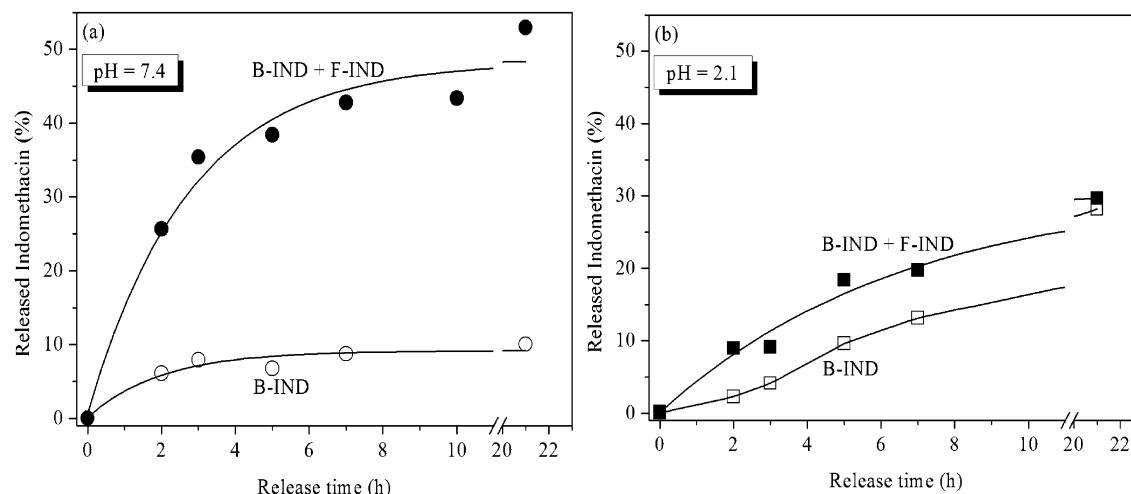 (a)
pH = 7.4
B-IND + F-IND
B-IND
Released Indomethacin (%)
50
40
30
20
10
0
0 2 4 6 8 10 20 22
Release time (h)
(b)
pH = 2.1
B-IND + F-IND
B-IND
Released Indomethacin (%)
50
40
30
20
10
0
0 2 4 6 8 10 20 22
Release time (h)